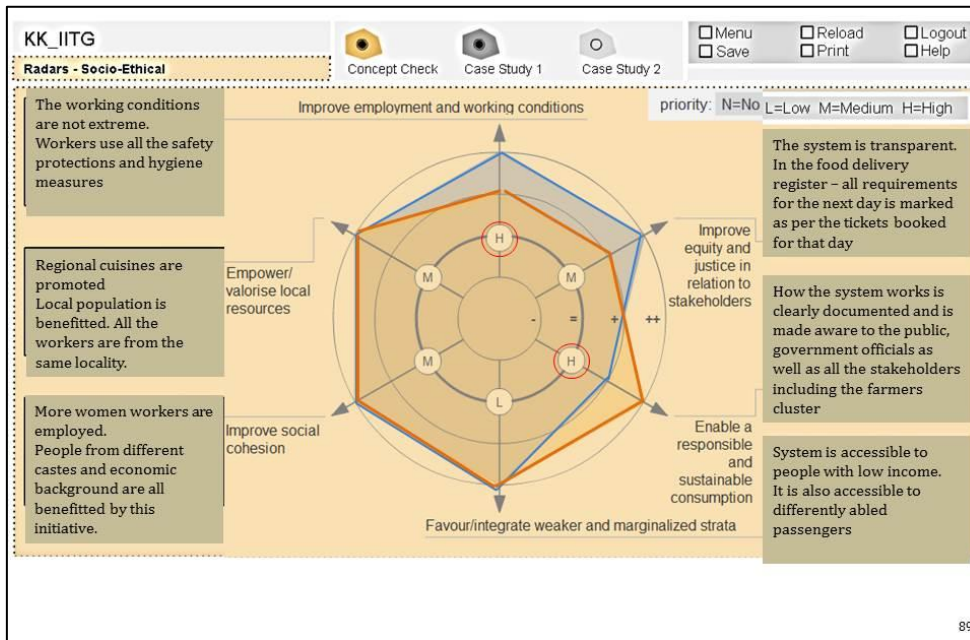 KK_IITG
Radars - Socio-Ethical
Concept Check
Case Study 1
Case Study 2
Menu
Reload
Logout
Save
Print
Help
priority: N=No L=Low M=Medium H=High
The working conditions
are not extreme.
Workers use all the safety
protections and hygiene
measures
Regional cuisines are
promoted
Local population is
benefitted. All the
workers are from the
same locality.
More women workers are
employed.
People from different
castes and economic
background are all
benefitted by this
initiative.
Improve employment and working conditions
Empower/
valorise local
resources
Improve social
cohesion
H
M
M
- = + ++
M
H
L
Improve
equity and
justice in
relation to
stakeholders
Enable a
responsible
and
sustainable
consumption
Favour/integrate weaker and marginalized strata
The system is transparent.
In the food delivery
register – all requirements
for the next day is marked
as per the tickets booked
for that day
How the system works is
clearly documented and is
made aware to the public,
government officials as
well as all the stakeholders
including the farmers
cluster
System is accessible to
people with low income.
It is also accessible to
differently abled
passengers
89